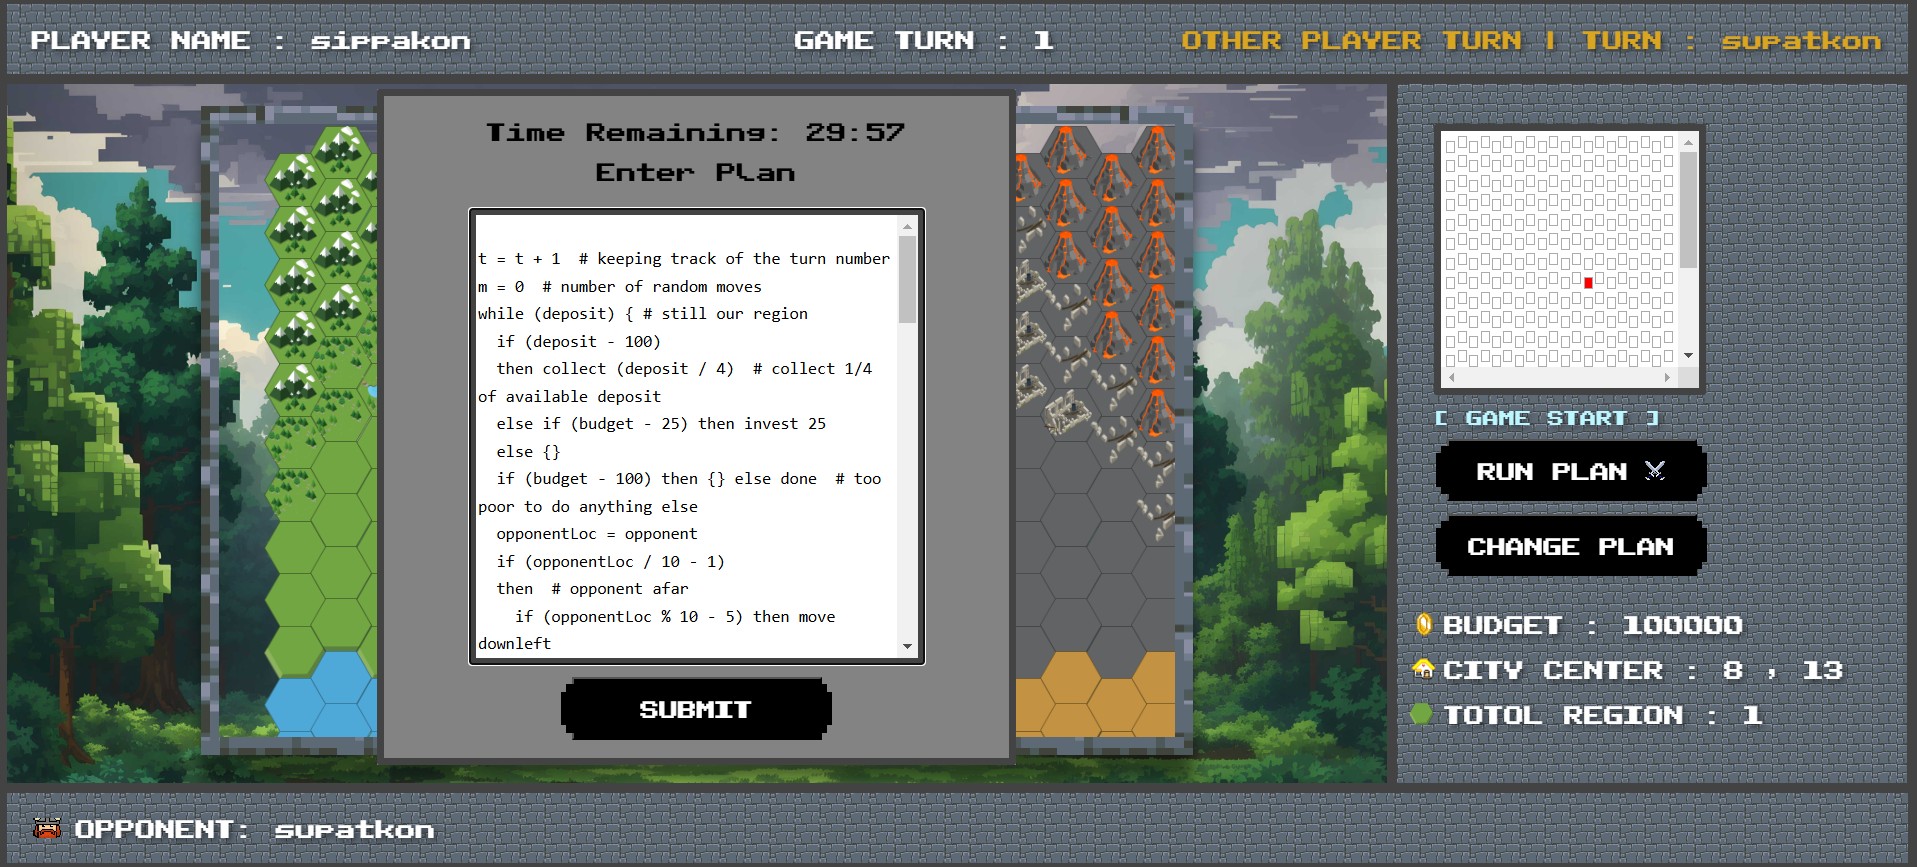 PLAYER NAME : sippakon
GAME TURN : 1
OTHER PLAYER TURN | TURN : supatkon
Time Remaining: 29:57
Enter Plan
t = t + 1  # keeping track of the turn number
m = 0  # number of random moves
while (deposit) { # still our region
  if (deposit - 100)
  then collect (deposit / 4)  # collect 1/4
of available deposit
  else if (budget - 25) then invest 25
  else {}
  if (budget - 100) then {} else done  # too
poor to do anything else
  opponentLoc = opponent
  if (opponentLoc / 10 - 1)
  then  # opponent afar
    if (opponentLoc % 10 - 5) then move
downleft
SUBMIT
[ GAME START ]
RUN PLAN ⚔
CHANGE PLAN
BUDGET : 100000
CITY CENTER : 8 , 13
TOTOL REGION : 1
OPPONENT: supatkon